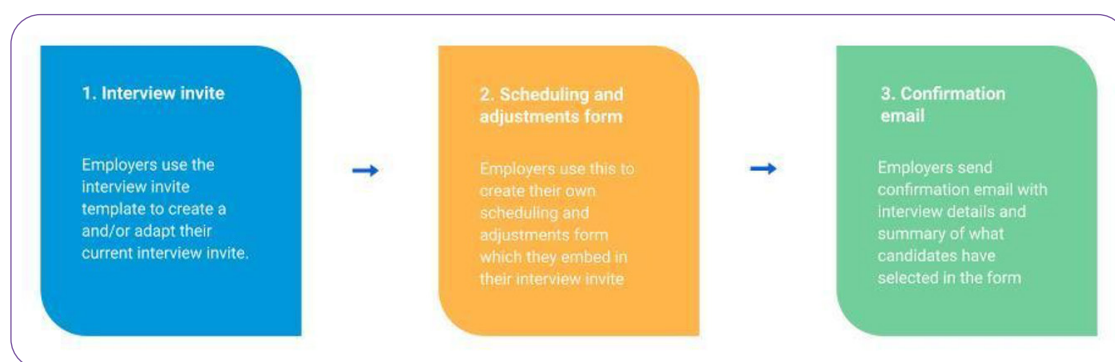 1. Interview invite
Employers use the
interview invite
template to create a
and/or adapt their
current interview invite.
2. Scheduling and
adjustments form
Employers use this to
create their own
scheduling and
adjustments form
which they embed in
their interview invite
3. Confirmation
email
Employers send
confirmation email with
interview details and
summary of what
candidates have
selected in the form